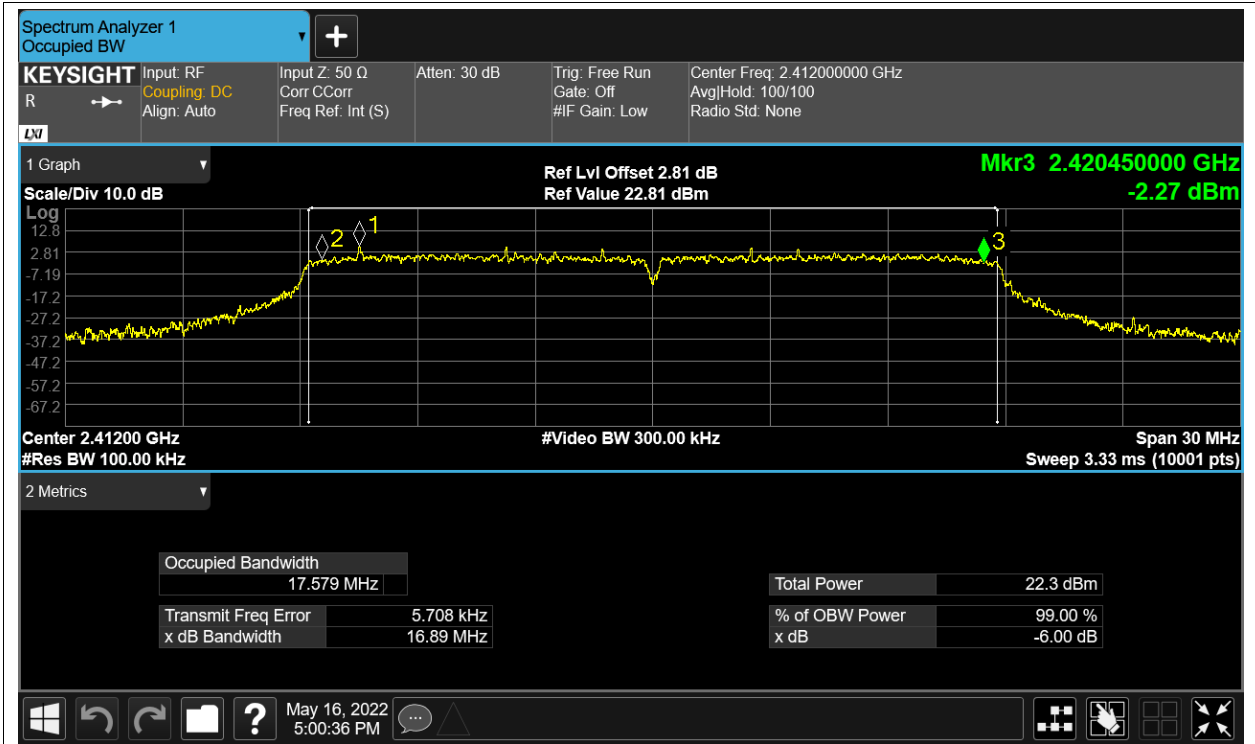 Spectrum Analyzer 1
Occupied BW
KEYSIGHT
R
LXI
Input: RF
Coupling: DC
Align: Auto
Input Z: 50 Ω
Corr CCorr
Freq Ref: Int (S)
Atten: 30 dB
Trig: Free Run
Gate: Off
#IF Gain: Low
Center Freq: 2.412000000 GHz
Avg|Hold: 100/100
Radio Std: None
1 Graph
Scale/Div 10.0 dB
Ref Lvl Offset 2.81 dB
Ref Value 22.81 dBm
Mkr3 2.420450000 GHz
-2.27 dBm
Log
12.8
2.81
-7.19
-17.2
-27.2
-37.2
-47.2
-57.2
-67.2
2
1
3
Center 2.41200 GHz
#Res BW 100.00 kHz
#Video BW 300.00 kHz
Span 30 MHz
Sweep 3.33 ms (10001 pts)
2 Metrics
Occupied Bandwidth
17.579 MHz
Transmit Freq Error 5.708 kHz
x dB Bandwidth 16.89 MHz
Total Power 22.3 dBm
% of OBW Power 99.00 %
x dB -6.00 dB
?
May 16, 2022
5:00:36 PM